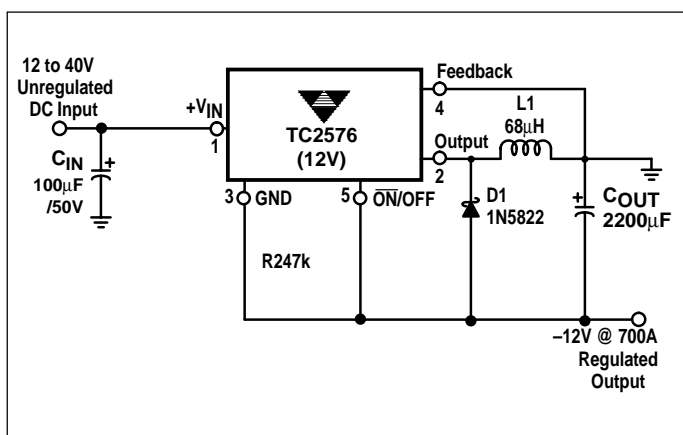 12 to 40V
Unregulated
DC Input
+VIN
1
CIN
100µF
/50V
TC2576
(12V)
Feedback
4
Output
2
L1
68µH
3 GND
5 ON/OFF
D1
1N5822
COUT
2200µF
R247k
–12V @ 700A
Regulated
Output